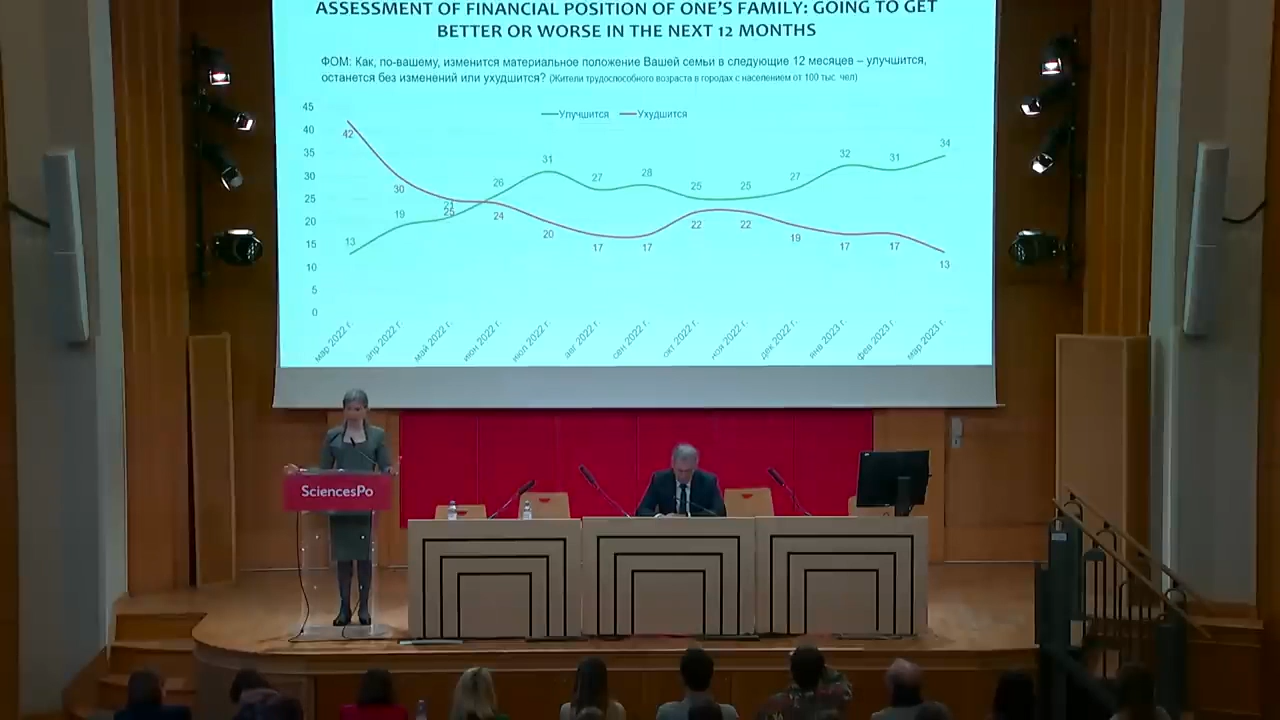 ASSESSMENT OF FINANCIAL POSITION OF ONE'S FAMILY: GOING TO GET
BETTER OR WORSE IN THE NEXT 12 MONTHS
ФОМ: Как, по-вашему, изменится материальное положение Вашей семьи в следующие 12 месяцев – улучшится,
останется без изменений или ухудшится? (Жители трудоспособного возраста в городах с населением от 100 тыс. чел)
Улучшится Ухудшится
45
40
35
30
25
20
15
10
5
0
13 19 21 26 31 27 28 25 25 27 32 31 34
42 30 25 24 20 17 17 22 22 19 17 17 13
мар 2022 г. апр 2022 г. май 2022 г. июн 2022 г. июл 2022 г. авг 2022 г. сен 2022 г. окт 2022 г. ноя 2022 г. дек 2022 г. янв 2023 г. фев 2023 г. мар 2023 г.
SciencesPo